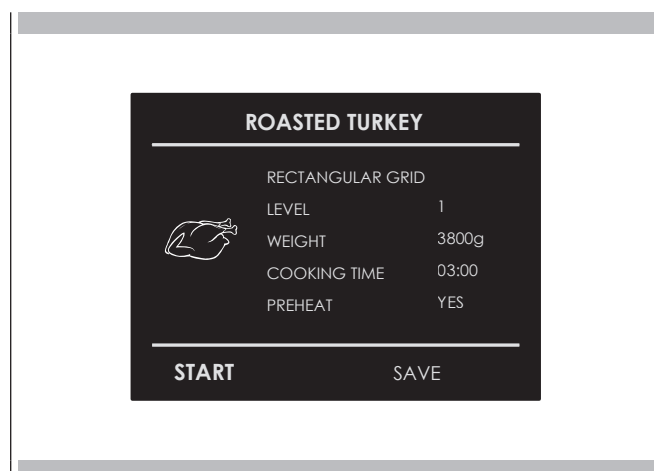 ROASTED TURKEY
RECTANGULAR GRID
LEVEL 1
WEIGHT 3800g
COOKING TIME 03:00
PREHEAT YES
START SAVE